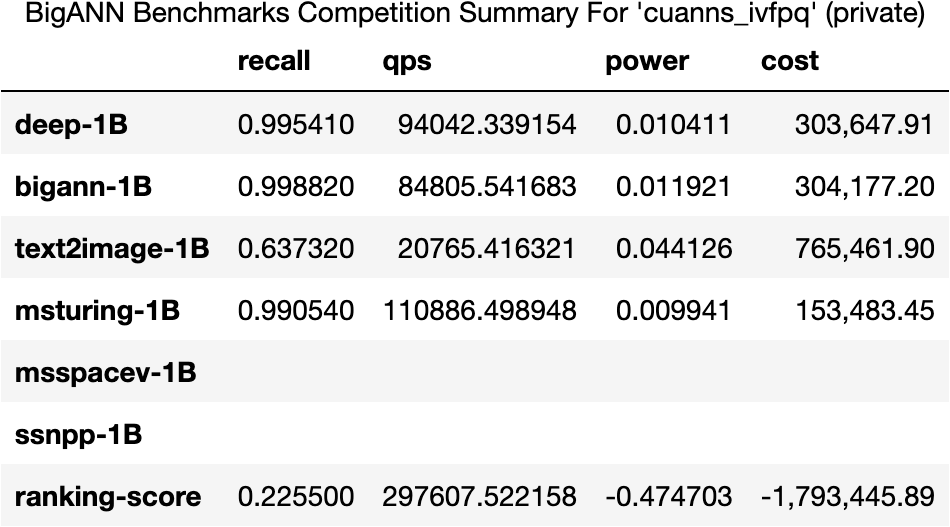 BigANN Benchmarks Competition Summary For 'cuanns_ivfpq' (private)
recall qps power cost
deep-1B 0.995410 94042.339154 0.010411 303,647.91
bigann-1B 0.998820 84805.541683 0.011921 304,177.20
text2image-1B 0.637320 20765.416321 0.044126 765,461.90
msturing-1B 0.990540 110886.498948 0.009941 153,483.45
msspacev-1B
ssnpp-1B
ranking-score 0.225500 297607.522158 -0.474703 -1,793,445.89